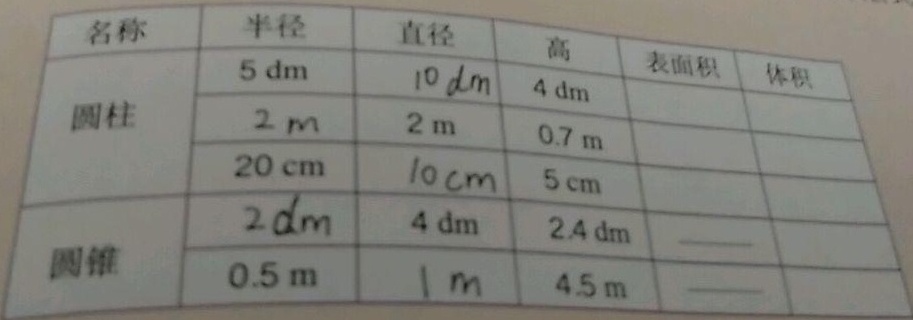 名称 半径 直径 高 表面积 体积
圆柱 5 dm 10 dm 4 dm
2 m 2 m 0.7 m
20 cm 10 cm 5 cm
圆锥 2 dm 4 dm 2.4 dm ——
0.5 m 1 m 4.5 m ——